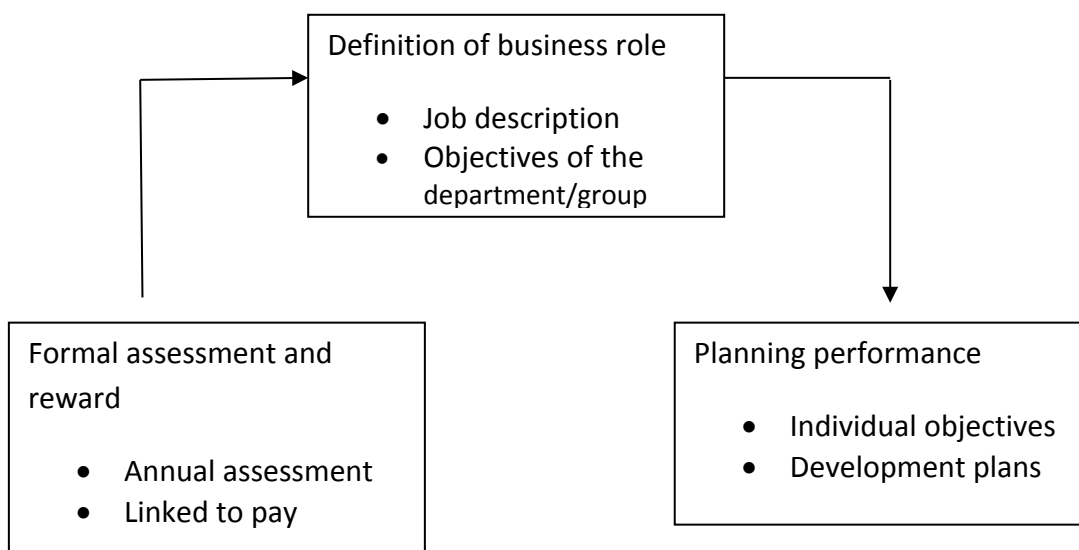 Definition of business role
• Job description
• Objectives of the
department/group
Formal assessment and
reward
• Annual assessment
• Linked to pay
Planning performance
• Individual objectives
• Development plans